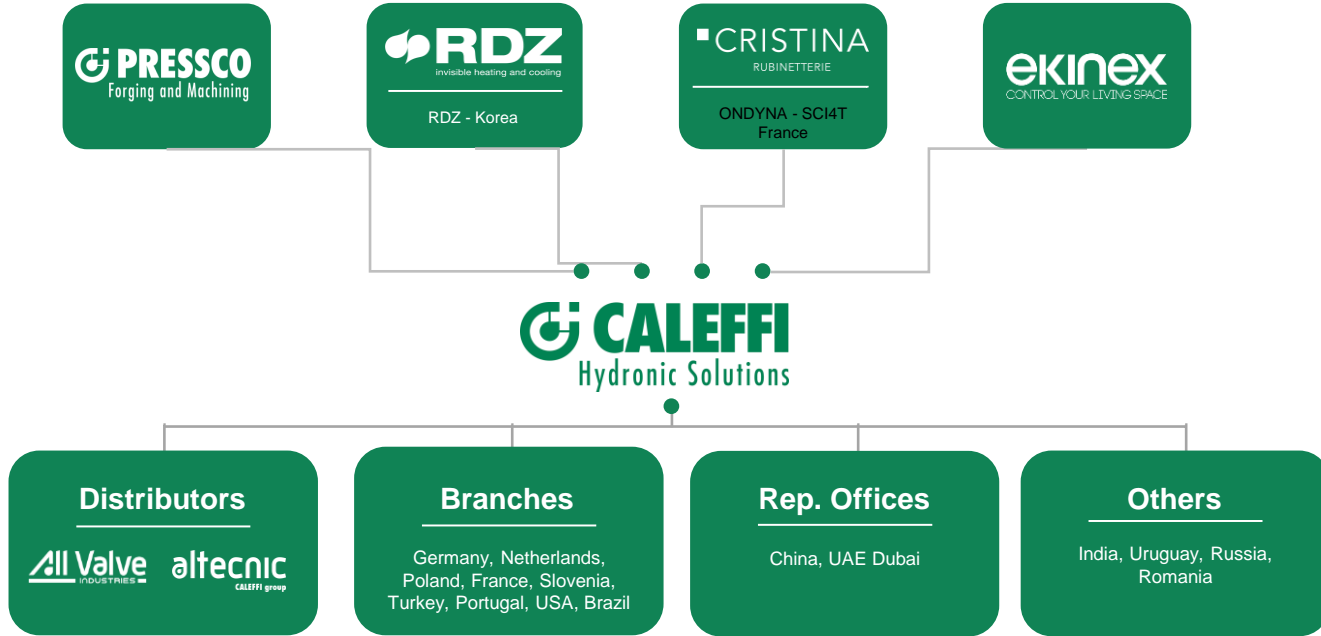 PRESSCO
Forging and Machining
RDZ
invisible heating and cooling
RDZ - Korea
CRISTINA
RUBINETTERIE
ONDYNA - SCI4T
France
ekinex
CONTROL YOUR LIVING SPACE
CALEFFI
Hydronic Solutions
Distributors
All Valve
INDUSTRIES
altecnic
CALEFFI group
Branches
Germany, Netherlands,
Poland, France, Slovenia,
Turkey, Portugal, USA, Brazil
Rep. Offices
China, UAE Dubai
Others
India, Uruguay, Russia,
Romania